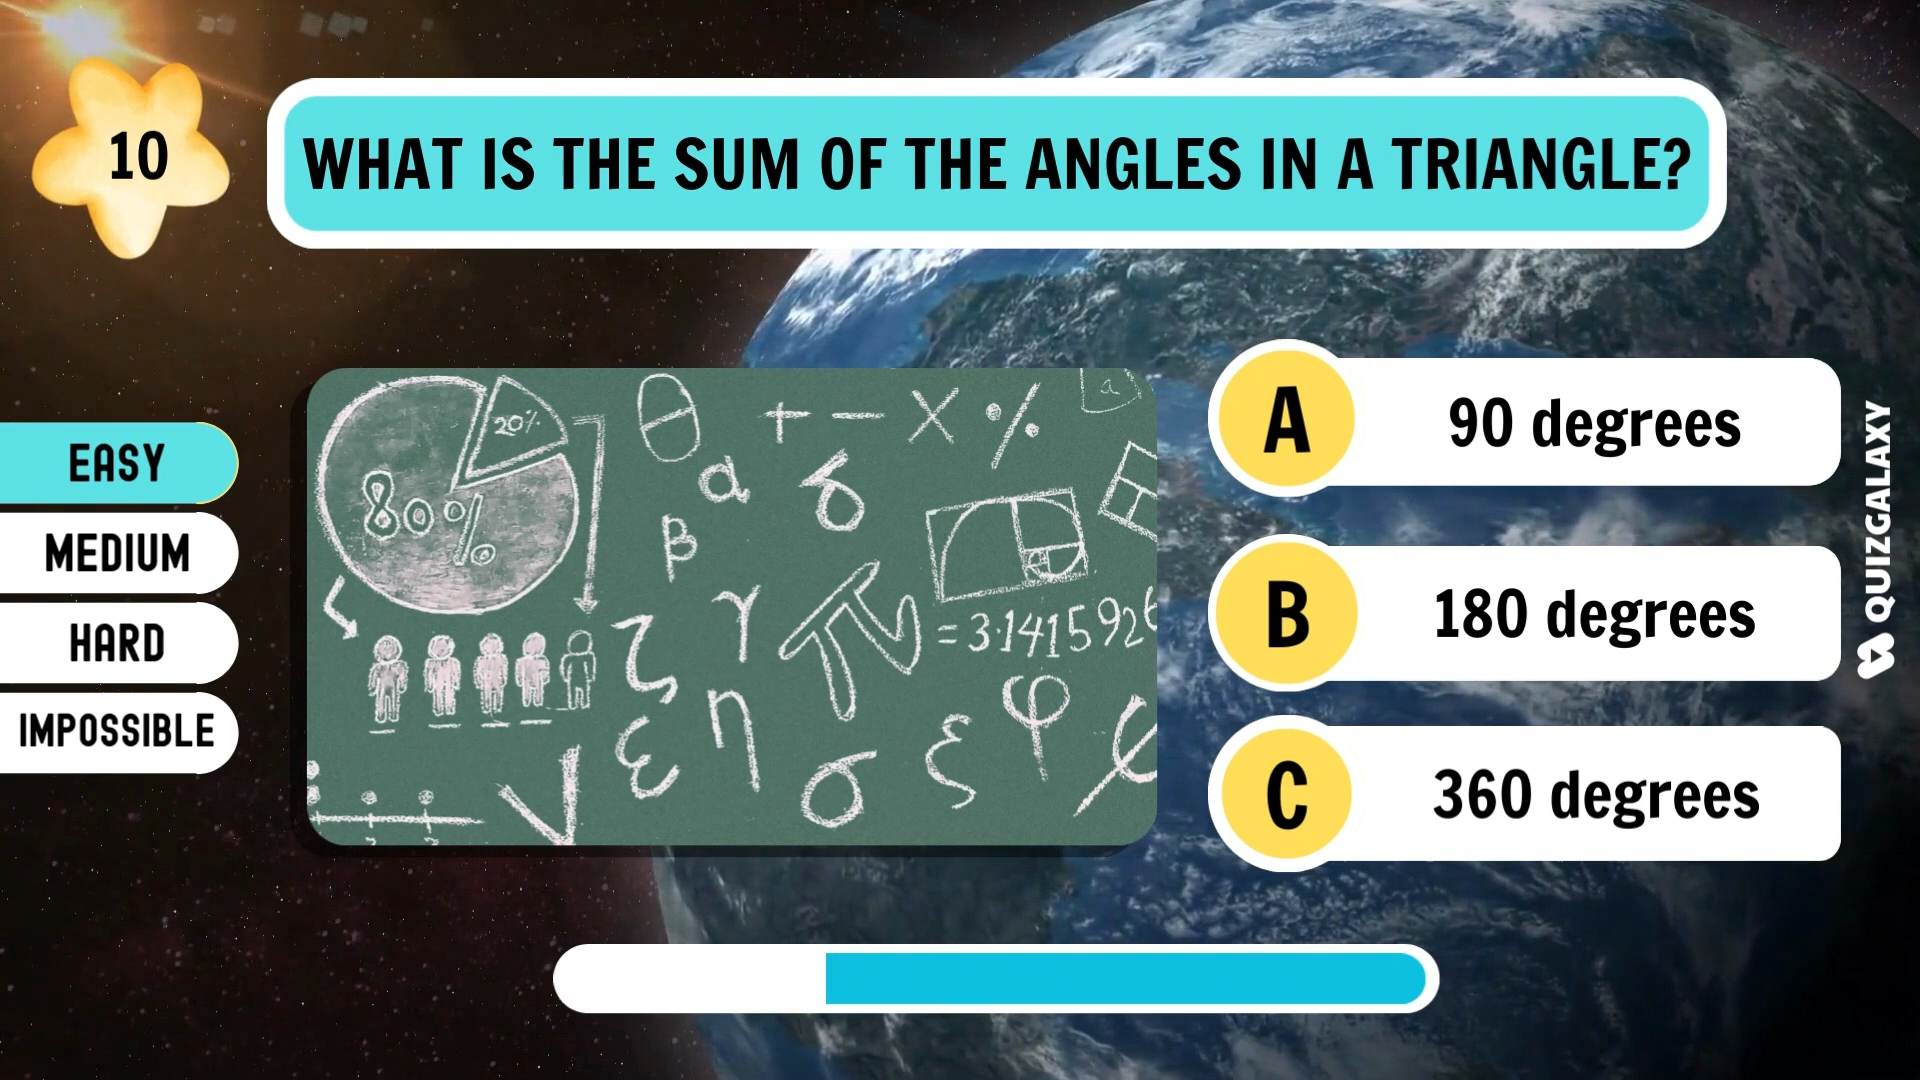 10
WHAT IS THE SUM OF THE ANGLES IN A TRIANGLE?
EASY
MEDIUM
HARD
IMPOSSIBLE
20%
80%
θ + − × %
α δ
β
γ
π = 3.1415926
ζ
η
ε
σ
ξ
φ
a
A 90 degrees
B 180 degrees
C 360 degrees
QUIZGALAXY